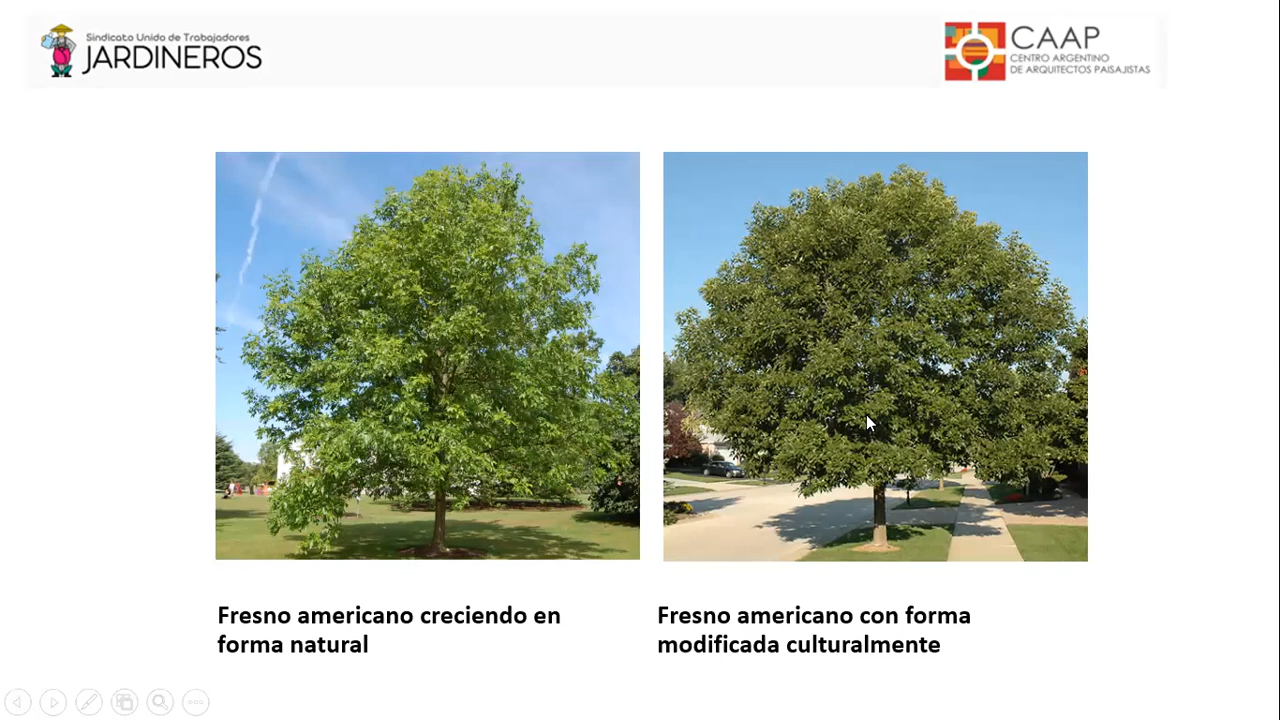 Sindicato Unido de Trabajadores
JARDINEROS
CAAP
CENTRO ARGENTINO
DE ARQUITECTOS PAISAJISTAS
Fresno americano creciendo en
forma natural
Fresno americano con forma
modificada culturalmente